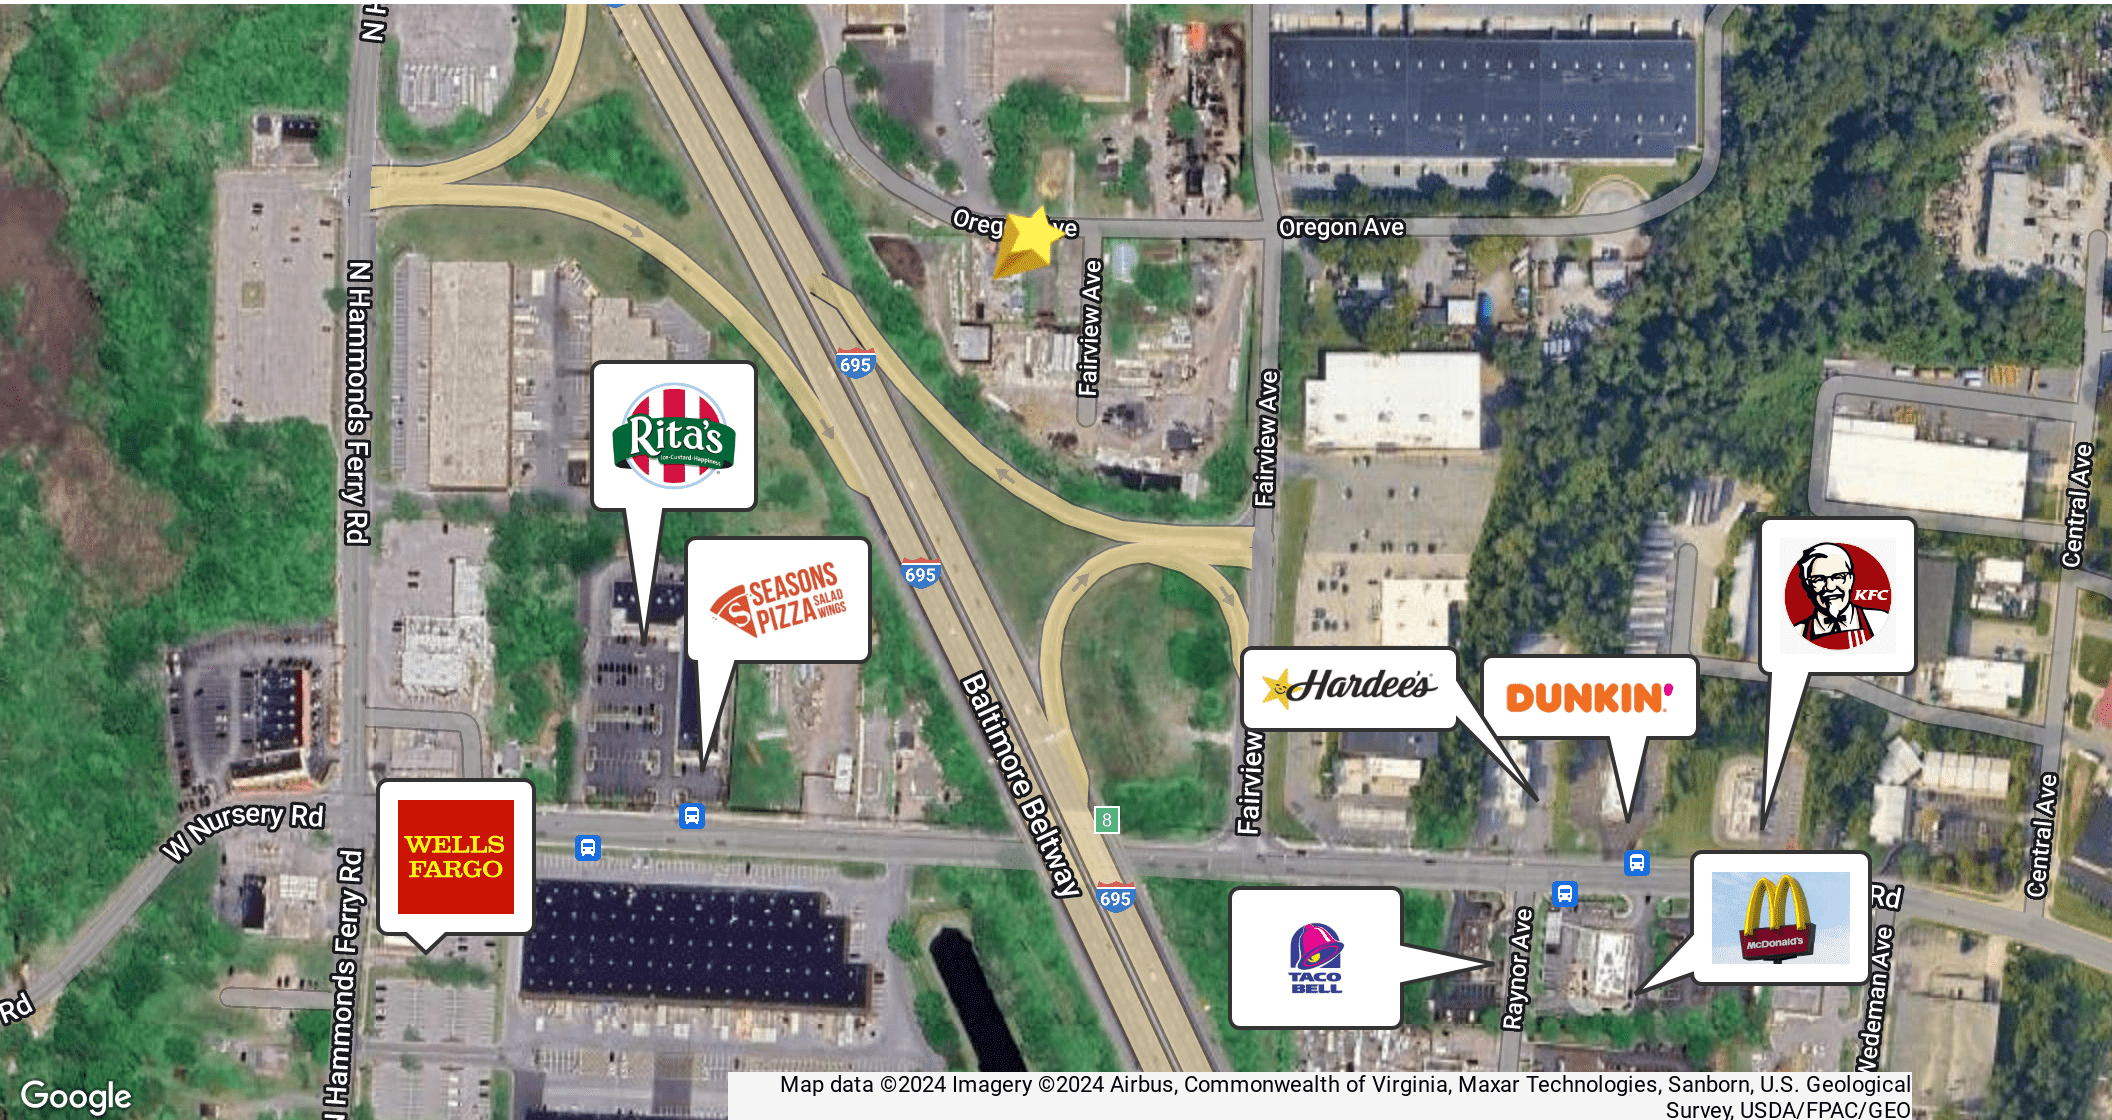 N H
Oreg ve
Oregon Ave
N Hammonds Ferry Rd
Fairview Ave
695
Fairview Ave
Rita's
Ice-Custard-Happiness
Central Ave
SEASONS
PIZZA SALAD
WINGS
695
KFC
Baltimore Beltway
Hardee's
DUNKIN'
Fairview
W Nursery Rd
8
Central Ave
WELLS
FARGO
N Hammonds Ferry Rd
695
Rd
McDonald's
TACO
BELL
Raynor Ave
Wedeman Ave
Rd
Google
Map data ©2024 Imagery ©2024 Airbus, Commonwealth of Virginia, Maxar Technologies, Sanborn, U.S. Geological
Survey, USDA/FPAC/GEO